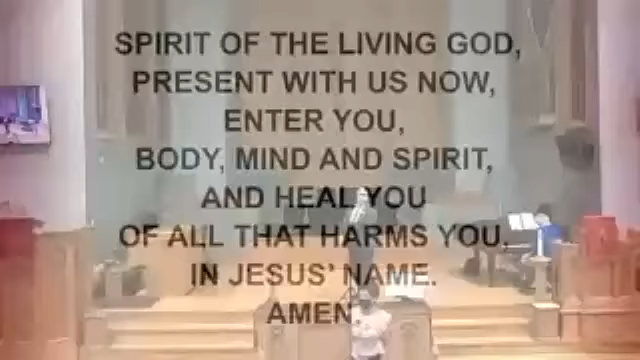 SPIRIT OF THE LIVING GOD,
PRESENT WITH US NOW,
ENTER YOU,
BODY, MIND AND SPIRIT,
AND HEAL YOU
OF ALL THAT HARMS YOU.
IN JESUS’ NAME.
AMEN.